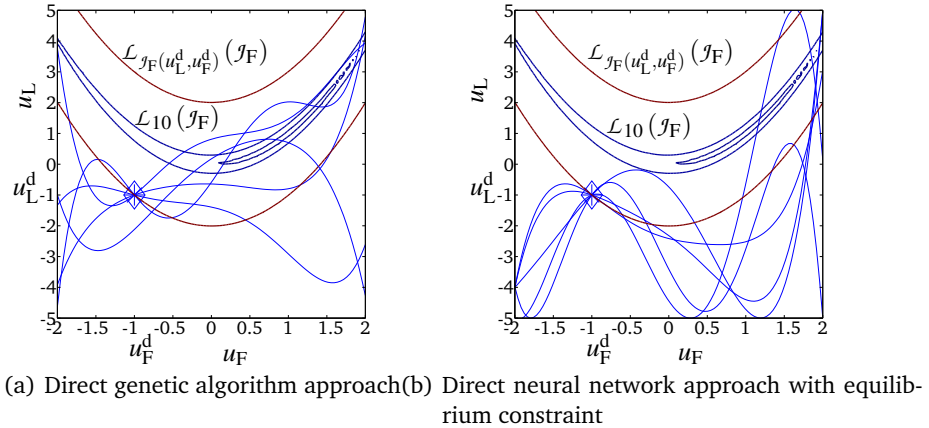 5
4
3
2
1
0
-1
-2
-3
-4
-5
u_L
u_L^d
ℒ_{𝒥_F(u_L^d,u_F^d)}(𝒥_F)
ℒ_10(𝒥_F)
-2 -1.5 -1 -0.5 0 0.5 1 1.5 2
u_F^d u_F
(a) Direct genetic algorithm approach
5
4
3
2
1
0
-1
-2
-3
-4
-5
u_L
u_L^d
ℒ_{𝒥_F(u_L^d,u_F^d)}(𝒥_F)
ℒ_10(𝒥_F)
-2 -1.5 -1 -0.5 0 0.5 1 1.5 2
u_F^d u_F
(b) Direct neural network approach with equilib-
rium constraint